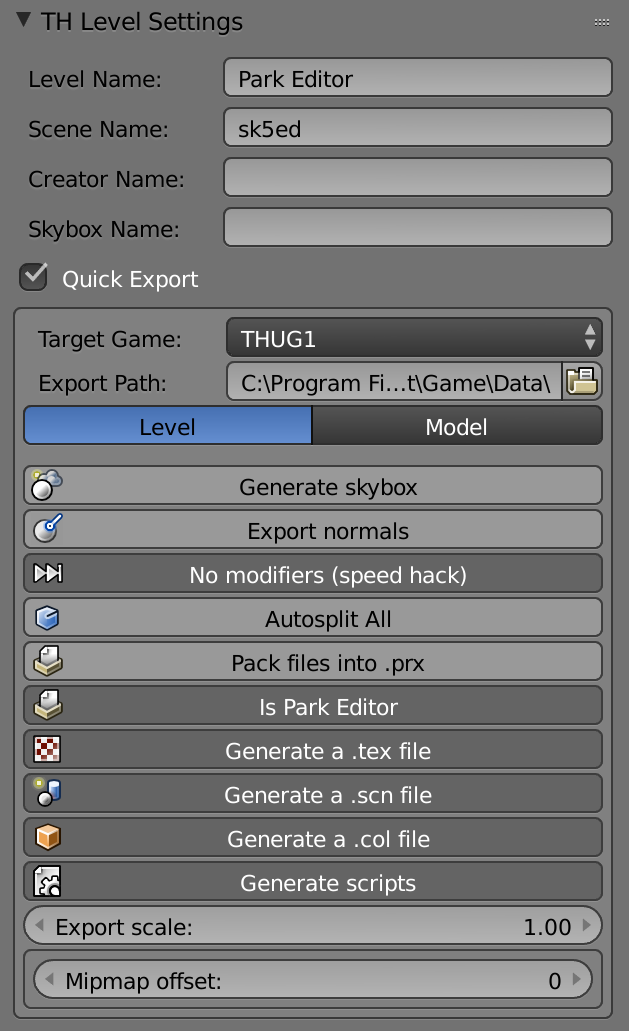 TH Level Settings
Level Name: Park Editor
Scene Name: sk5ed
Creator Name:
Skybox Name:
Quick Export
Target Game: THUG1
Export Path: C:\Program Fi…t\Game\Data\
Level Model
Generate skybox
Export normals
No modifiers (speed hack)
Autosplit All
Pack files into .prx
Is Park Editor
Generate a .tex file
Generate a .scn file
Generate a .col file
Generate scripts
Export scale: 1.00
Mipmap offset: 0